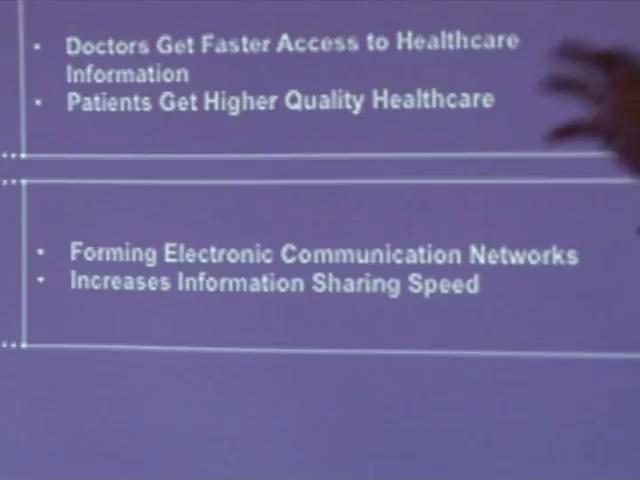 • Doctors Get Faster Access to Healthcare
Information
• Patients Get Higher Quality Healthcare
• Forming Electronic Communication Networks
• Increases Information Sharing Speed